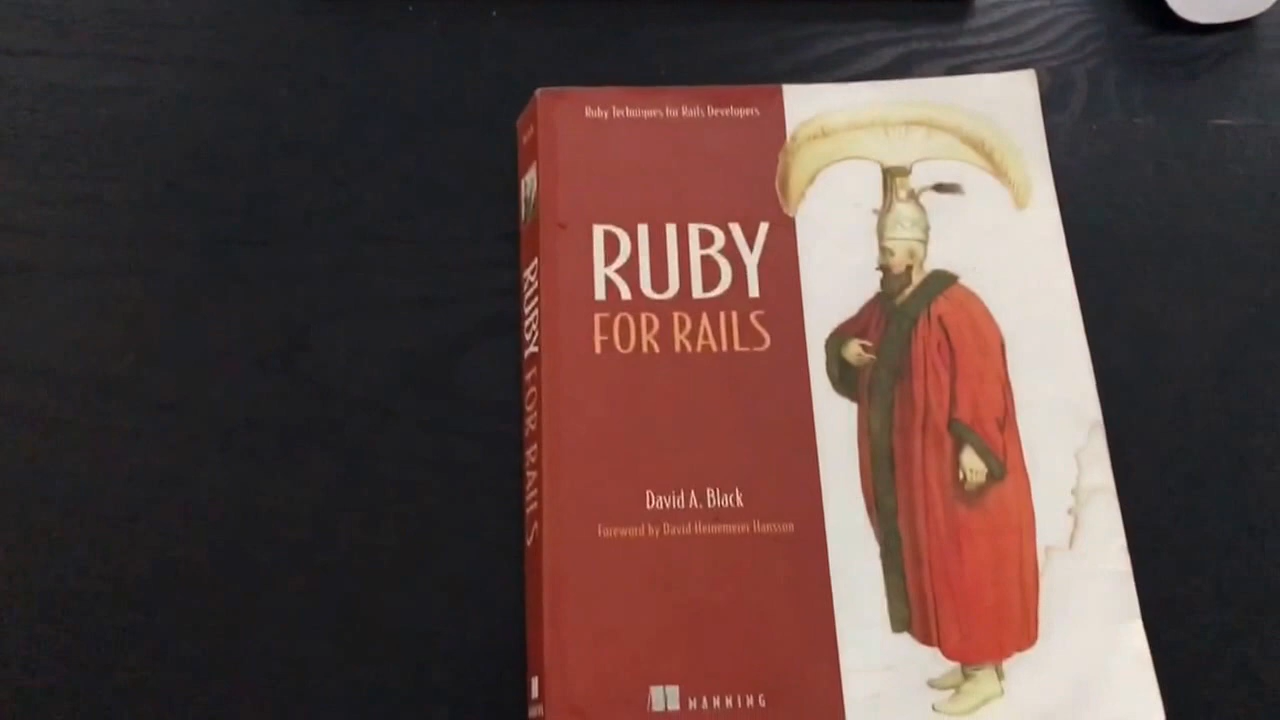 Ruby Techniques for Rails Developers
RUBY
FOR RAILS
David A. Black
Foreword by David Heinemeier Hansson
MANNING
RUBY FOR RAILS